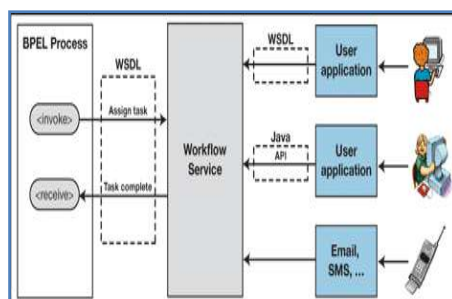 BPEL Process
<invoke>
<receive>
WSDL
Assign task
Task complete
Workflow
Service
WSDL
User
application
Java
API
User
application
Email,
SMS, ...